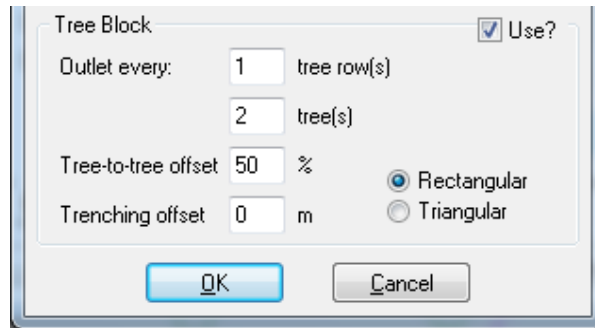 Tree Block Use?
Outlet every: 1 tree row(s)
2 tree(s)
Tree-to-tree offset 50 % Rectangular
Trenching offset 0 m Triangular
OK Cancel